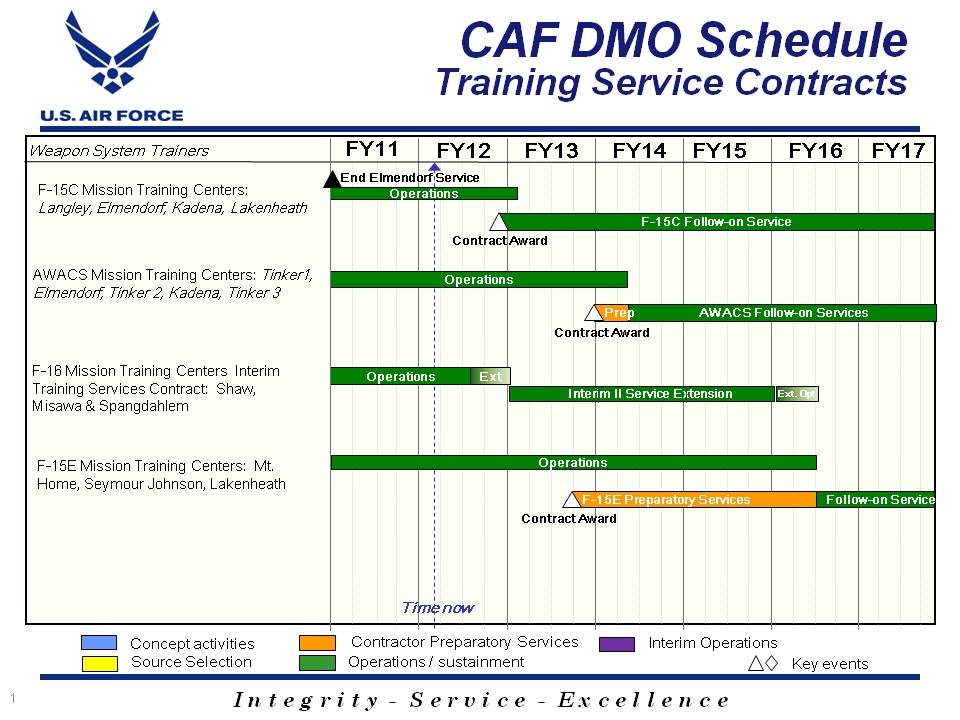 CAF DMO Schedule
Training Service Contracts
U.S. AIR FORCE
Weapon System Trainers
FY11 FY12 FY13 FY14 FY15 FY16 FY17
End Elmendorf Service
F-15C Mission Training Centers:
Langley, Elmendorf, Kadena, Lakenheath
Operations
F-15C Follow-on Service
Contract Award
AWACS Mission Training Centers: Tinker1,
Elmendorf, Tinker 2, Kadena, Tinker 3
Operations
Prep
AWACS Follow-on Services
Contract Award
F-16 Mission Training Centers Interim
Training Services Contract: Shaw,
Misawa & Spangdahlem
Operations
Ext
Interim II Service Extension
Ext. Opt
F-15E Mission Training Centers: Mt.
Home, Seymour Johnson, Lakenheath
Operations
F-15E Preparatory Services
Follow-on Service
Contract Award
Time now
Concept activities
Contractor Preparatory Services
Interim Operations
Source Selection
Operations / sustainment
Key events
1
Integrity - Service - Excellence